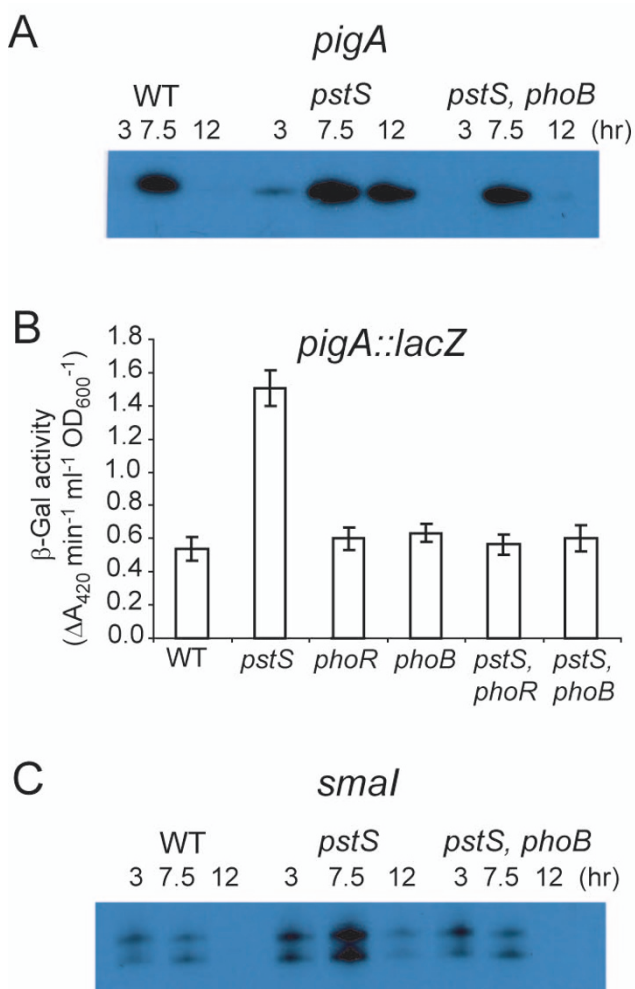 A
pigA
WT pstS pstS, phoB
3 7.5 12 3 7.5 12 3 7.5 12 (hr)
B
pigA::lacZ
β-Gal activity
(ΔA420 min-1 ml-1 OD600-1)
1.8
1.6
1.4
1.2
1.0
0.8
0.6
0.4
0.2
0.0
WT pstS phoR phoB pstS, pstS,
phoR phoB
C
smaI
WT pstS pstS, phoB
3 7.5 12 3 7.5 12 3 7.5 12 (hr)